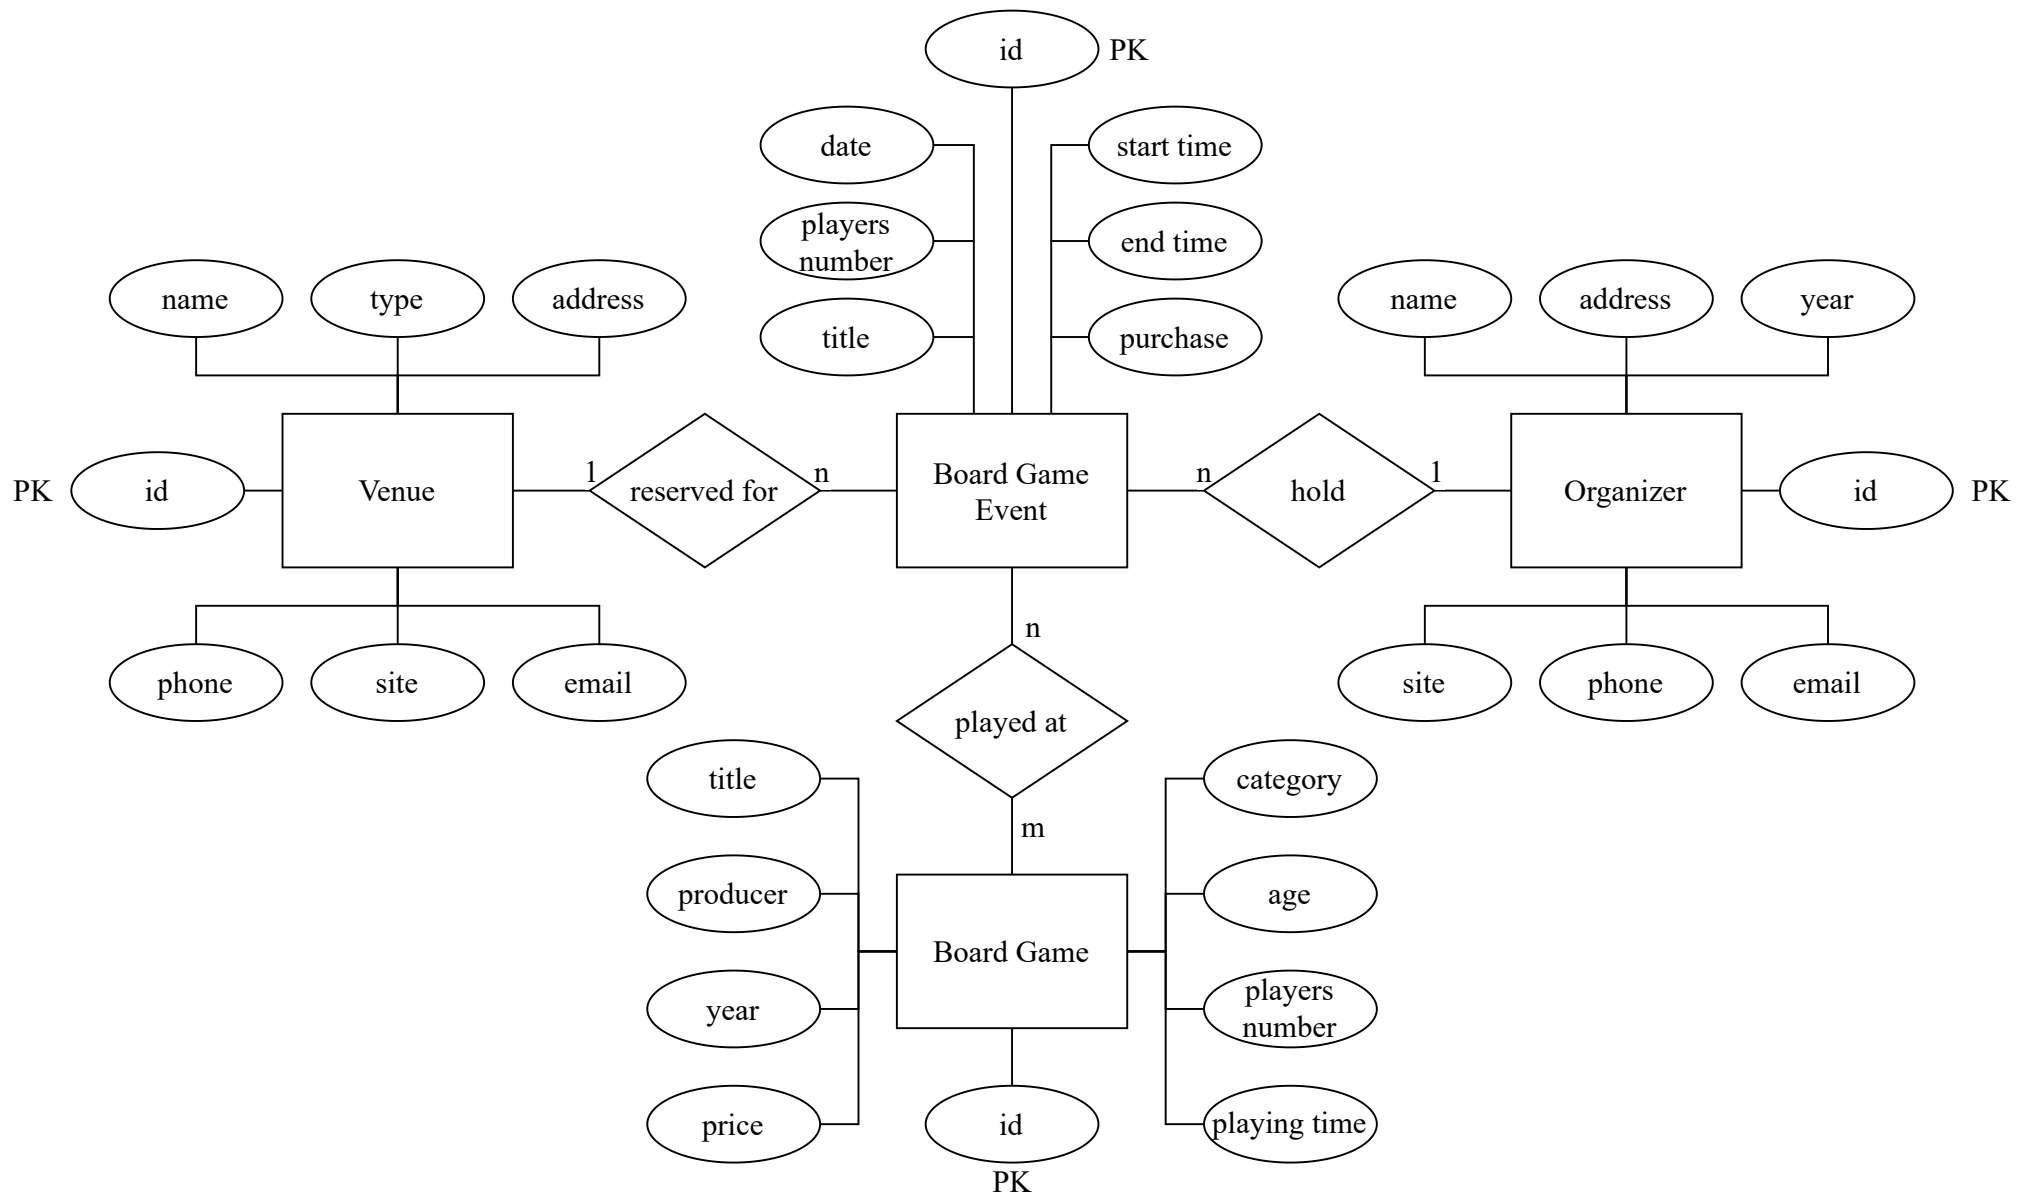 id
PK
date
start time
players
number
end time
title
purchase
name
type
address
name
address
year
PK
id
Venue
1
reserved for
n
Board Game
Event
n
hold
1
Organizer
id
PK
phone
site
email
n
site
phone
email
played at
m
title
category
producer
age
Board Game
year
players
number
price
id
playing time
PK